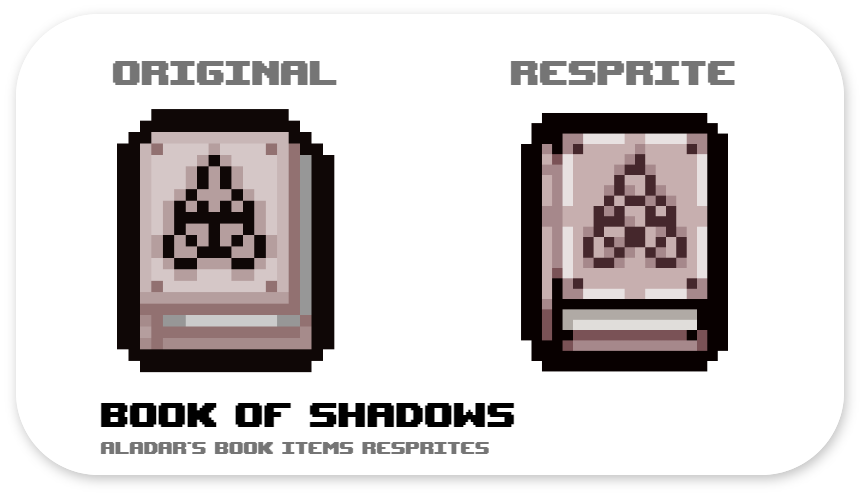 ORIGINAL
RESPRITE
BOOK OF SHADOWS
ALADAR'S BOOK ITEMS RESPRITES